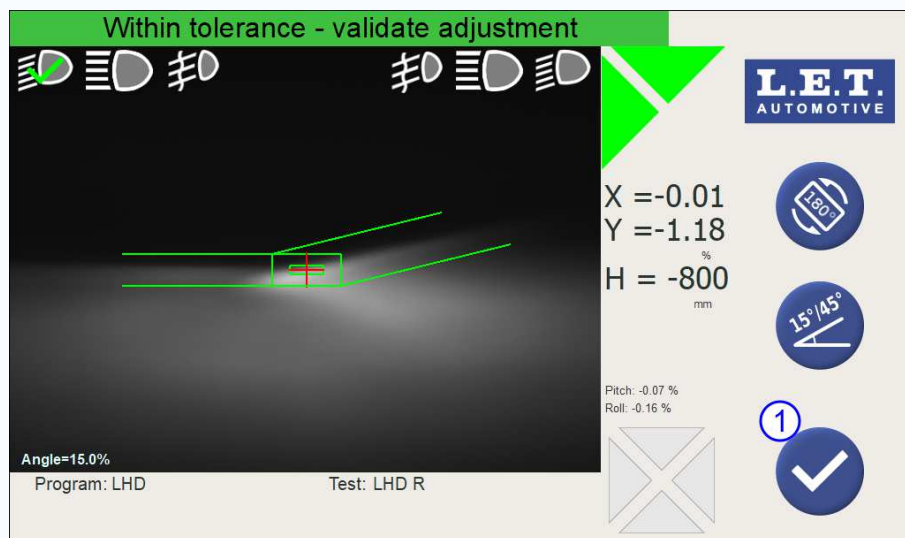 Within tolerance - validate adjustment
L.E.T.
AUTOMOTIVE
180°
X =-0.01
Y =-1.18
%
H = -800
mm
15°/45°
Pitch: -0.07 %
Roll: -0.16 %
1
Angle=15.0%
Program: LHD
Test: LHD R